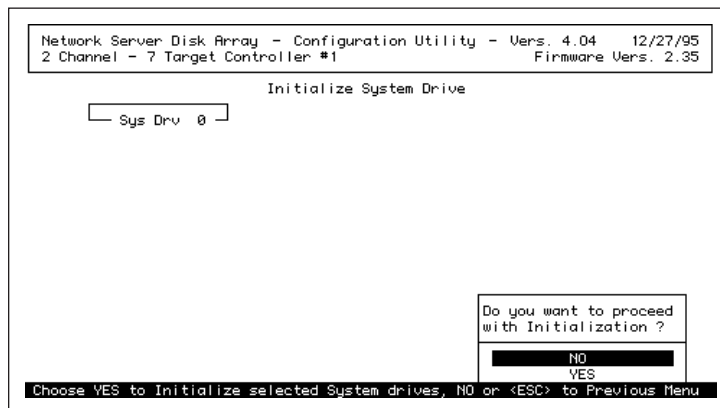 Network Server Disk Array - Configuration Utility - Vers. 4.04 12/27/95
2 Channel - 7 Target Controller #1 Firmware Vers. 2.35
Initialize System Drive
Sys Drv 0
Do you want to proceed
with Initialization ?
NO
YES
Choose YES to Initialize selected System drives, NO or <ESC> to Previous Menu